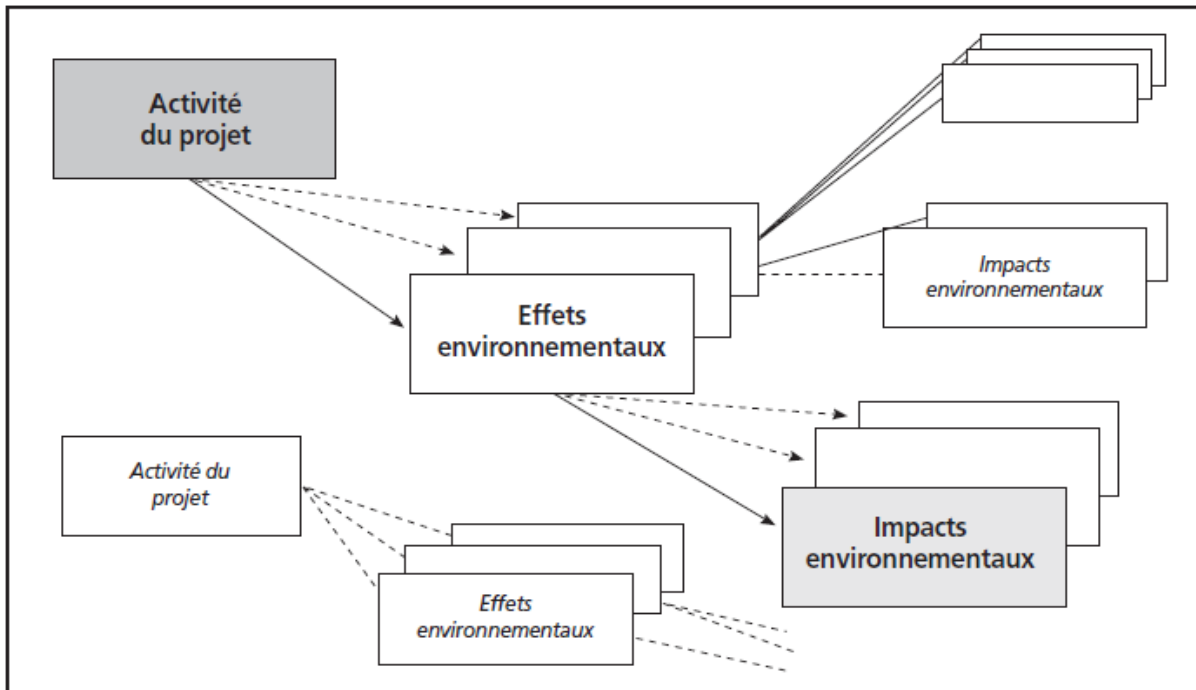 Activité
du projet
Impacts
environnementaux
Effets
environnementaux
Activité du
projet
Impacts
environnementaux
Effets
environnementaux